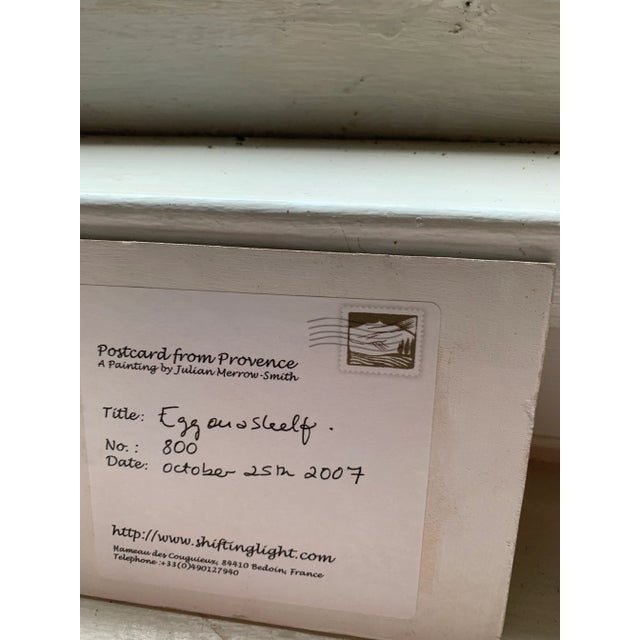 Postcard from Provence
A Painting by Julian Merrow-Smith
Title: Egg on a shelf.
No.: 800
Date: October 25th 2007
http://www.shiftinglight.com
Hameau des Couguieux, 84410 Bedoin, France
Telephone :+33(0)490127940